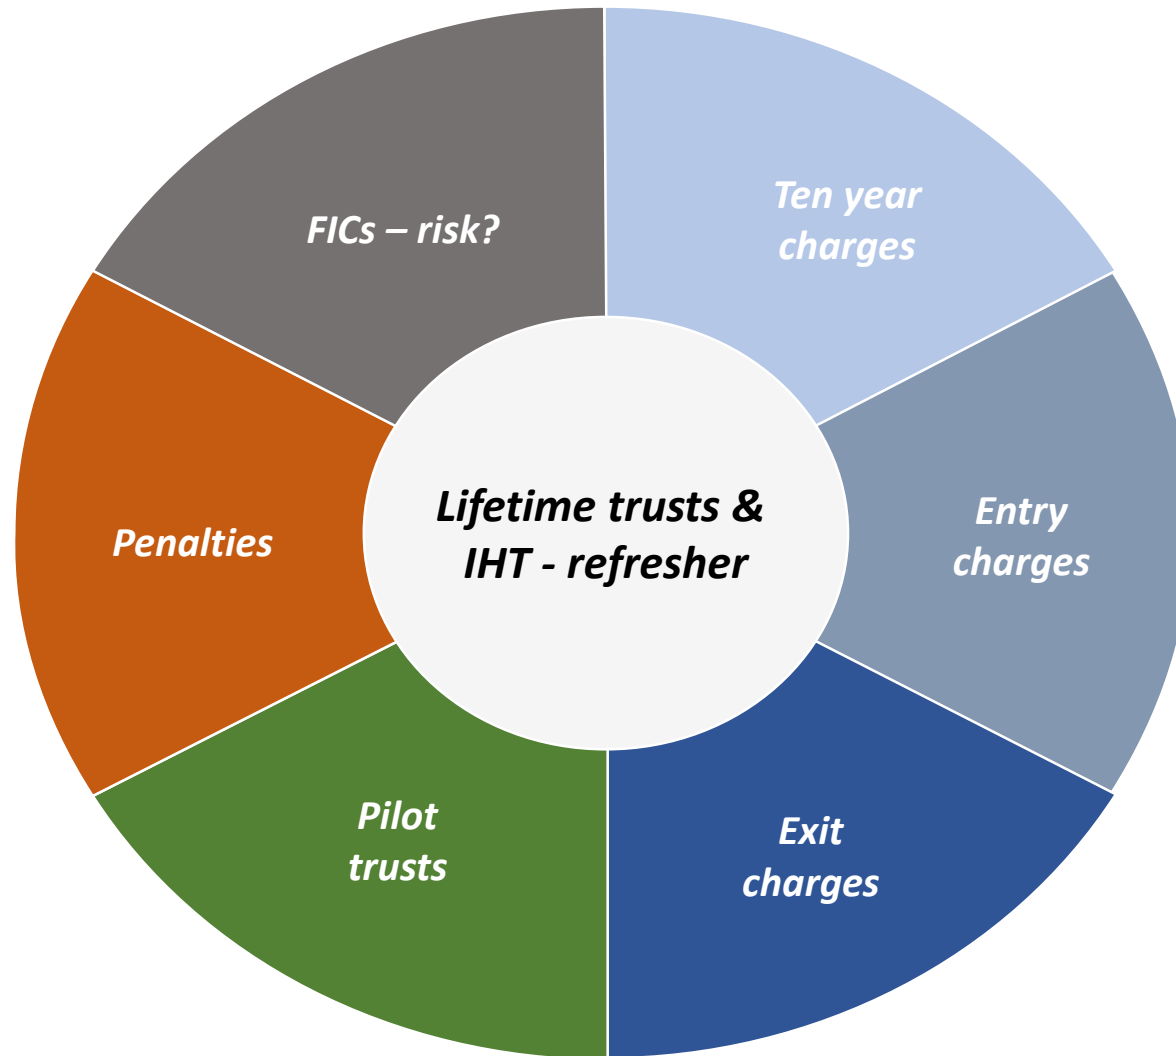 Ten year
charges
FICs – risk?
Lifetime trusts &
IHT - refresher
Entry
charges
Penalties
Pilot
trusts
Exit
charges